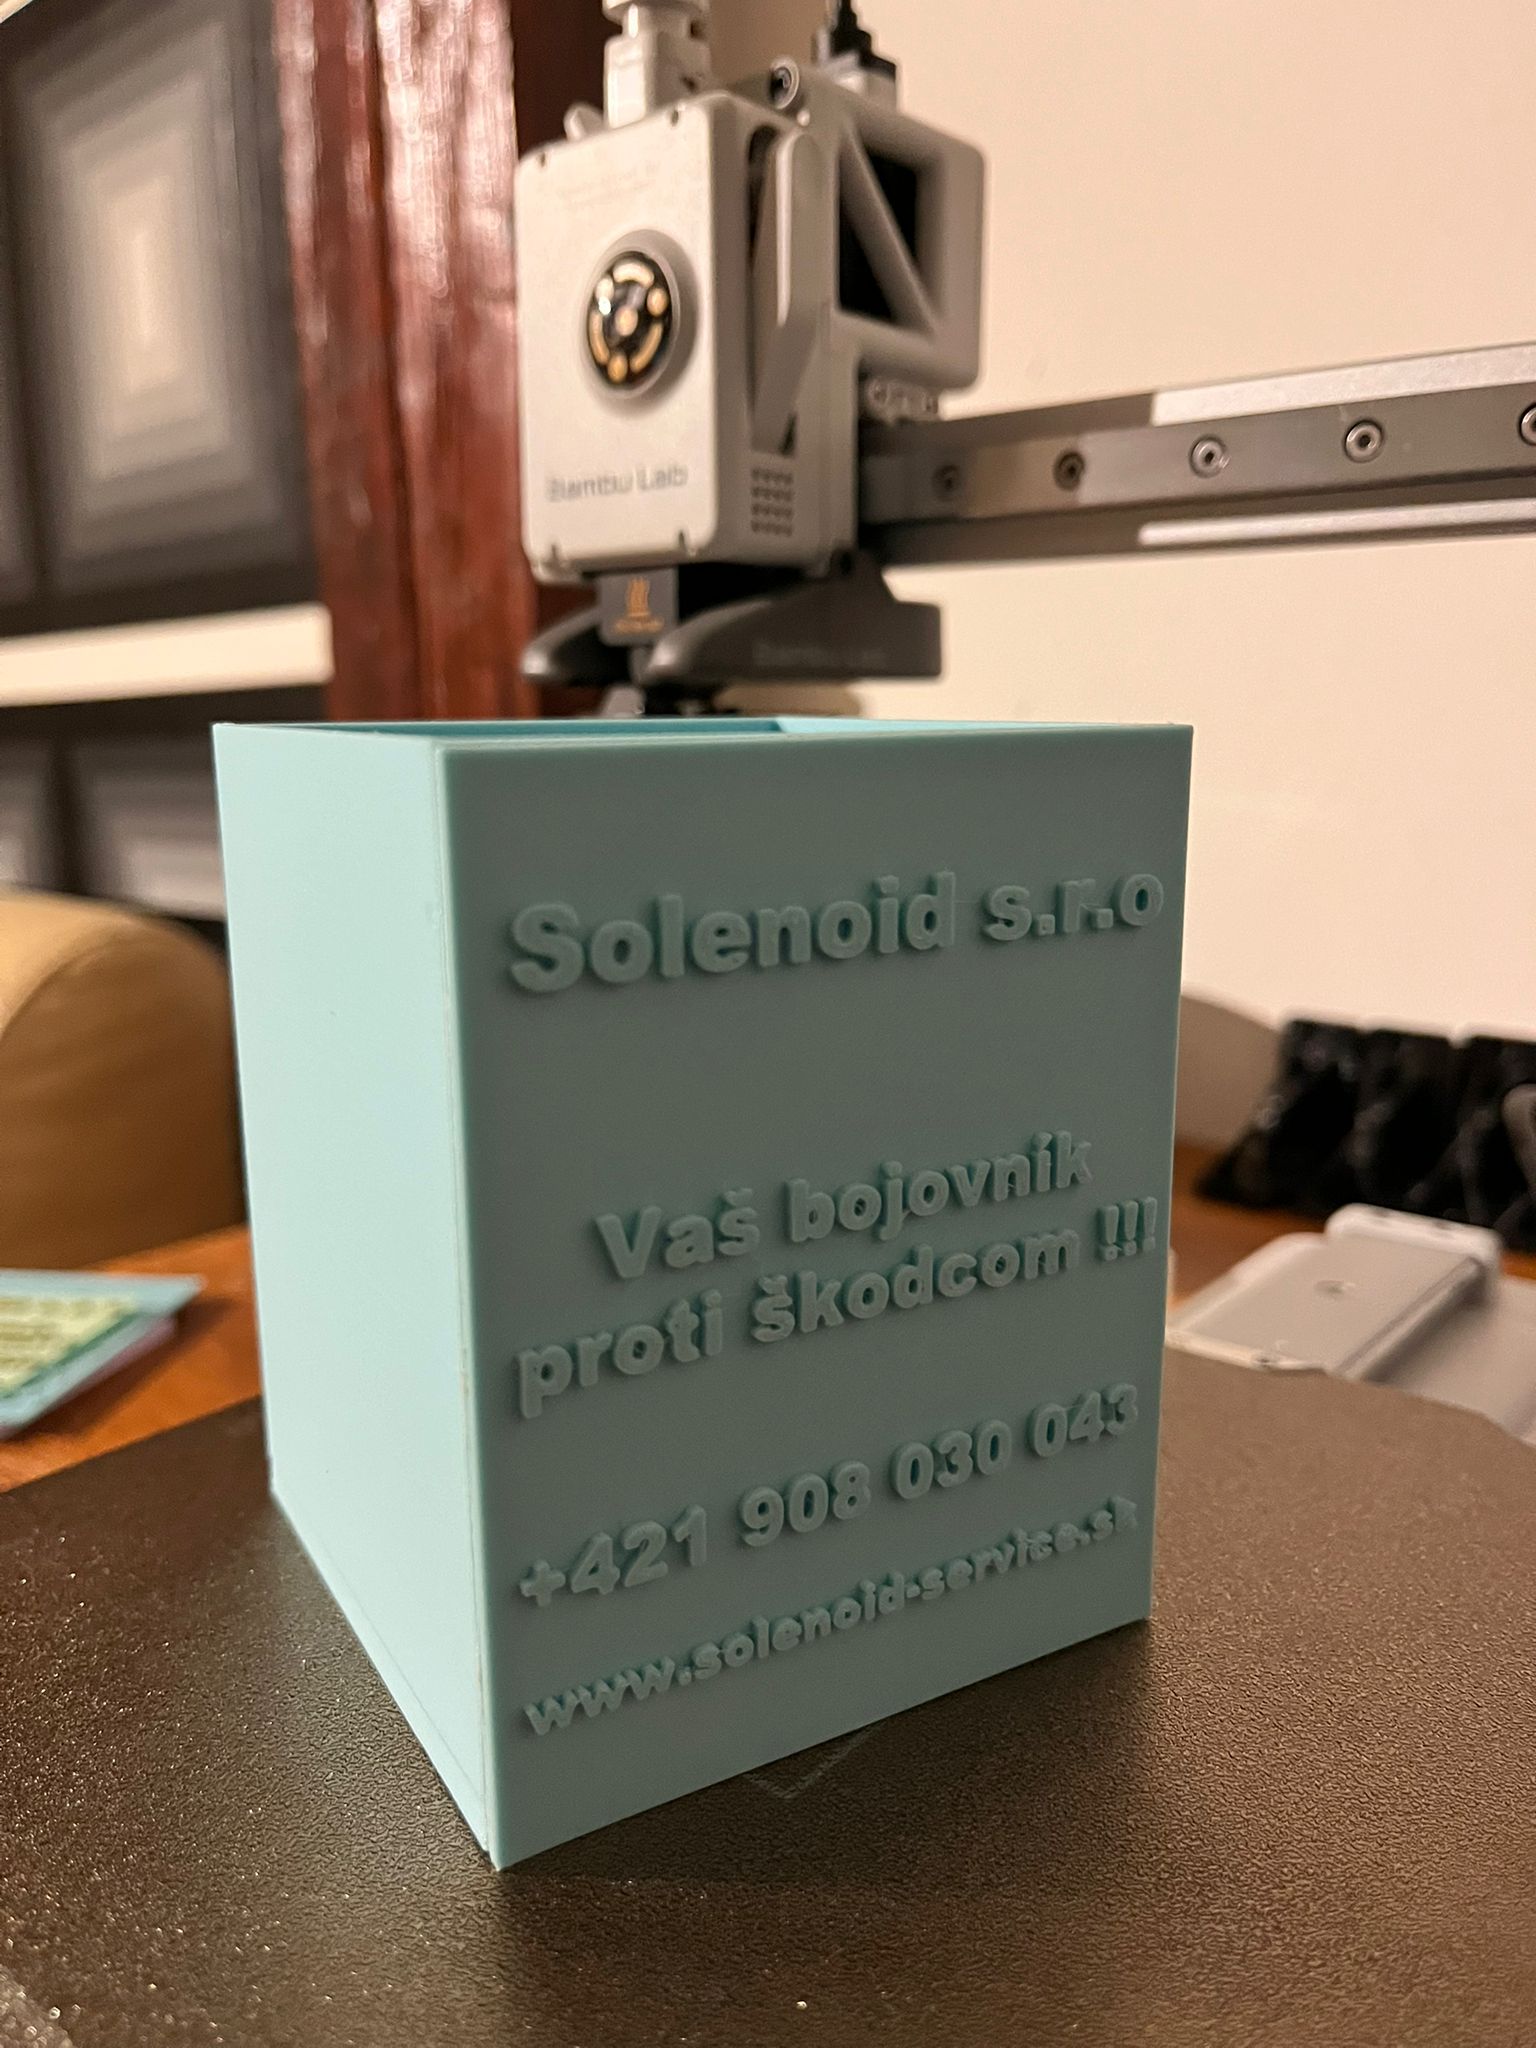 Bambu Lab
Solenoid s.r.o
Vaš bojovník
proti škodcom !!!
+421 908 030 043
www.solenoid-service.sk